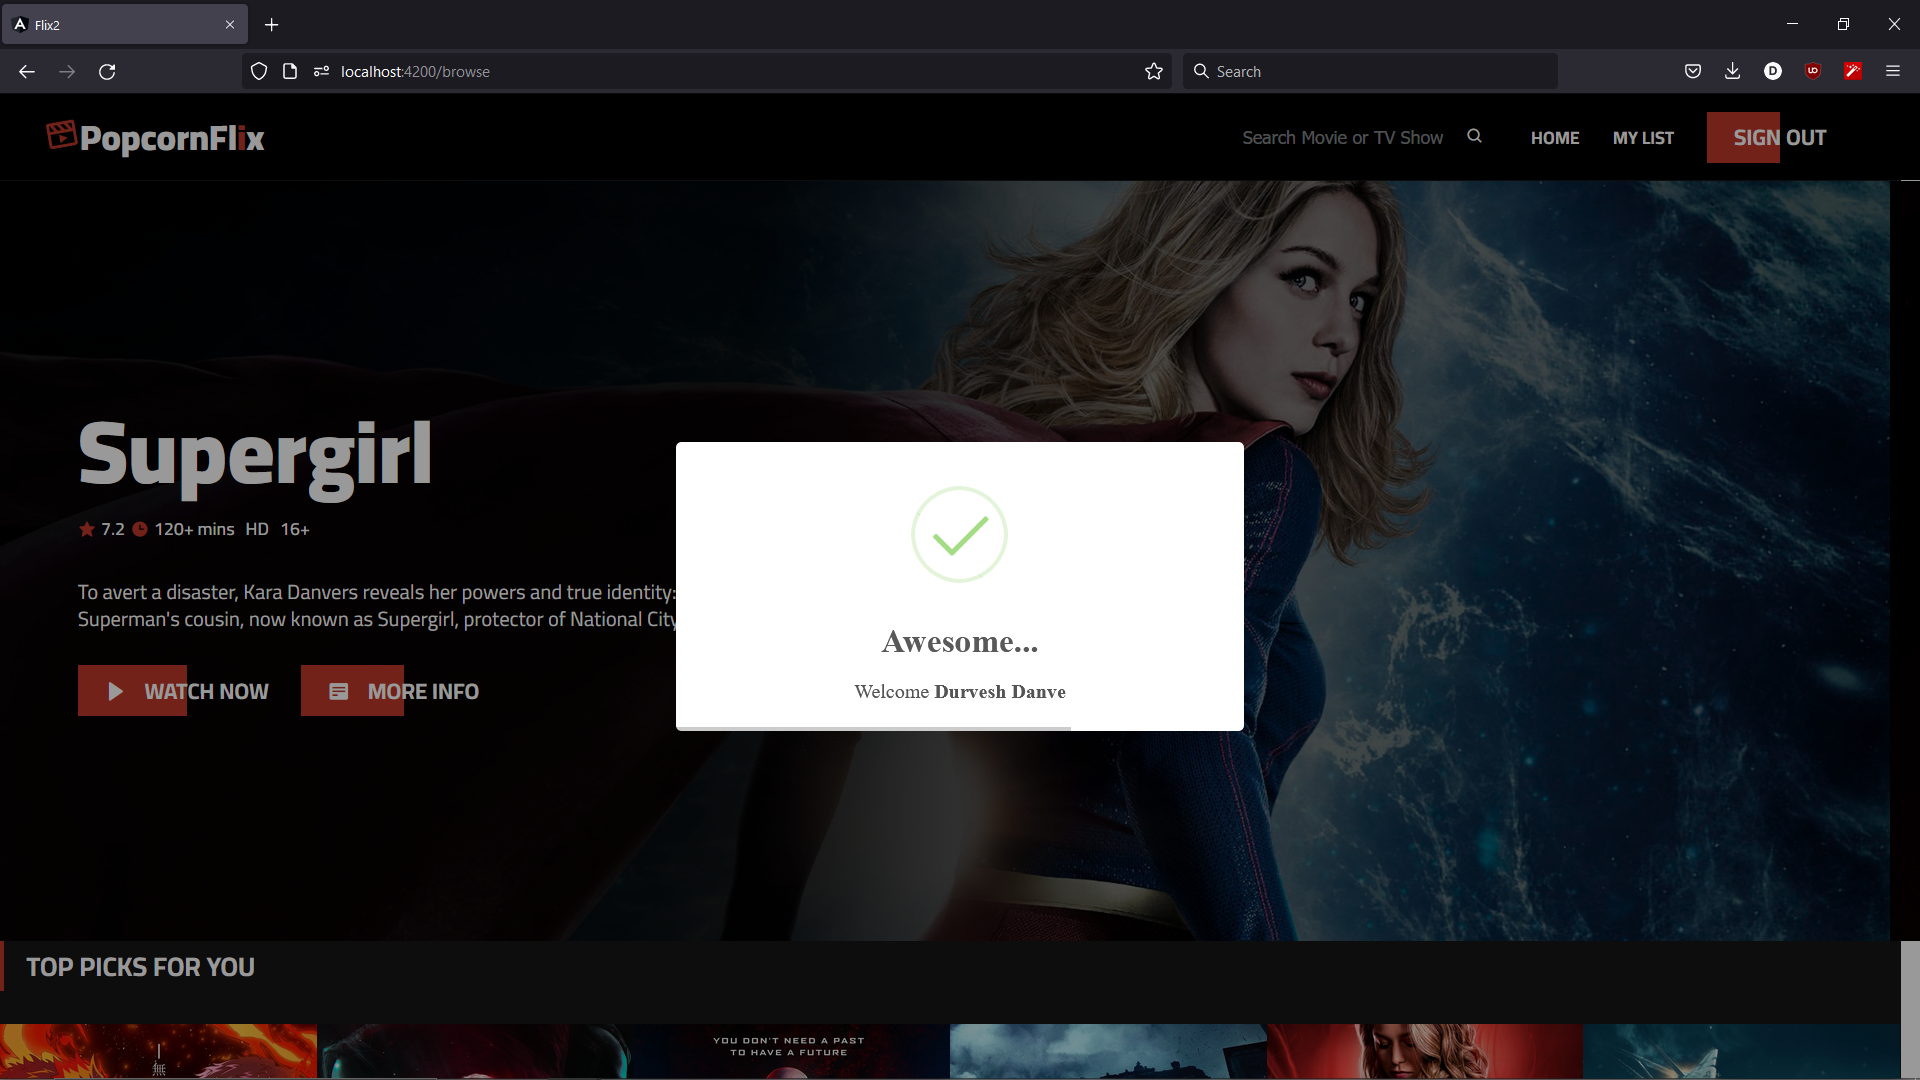 Flix2
localhost:4200/browse
Search
PopcornFlix
Search Movie or TV Show
HOME
MY LIST
SIGN OUT
Supergirl
7.2 120+ mins HD 16+
To avert a disaster, Kara Danvers reveals her powers and true identity:
Superman's cousin, now known as Supergirl, protector of National City
WATCH NOW
MORE INFO
Awesome...
Welcome Durvesh Danve
TOP PICKS FOR YOU
YOU DON'T NEED A PAST
TO HAVE A FUTURE
無